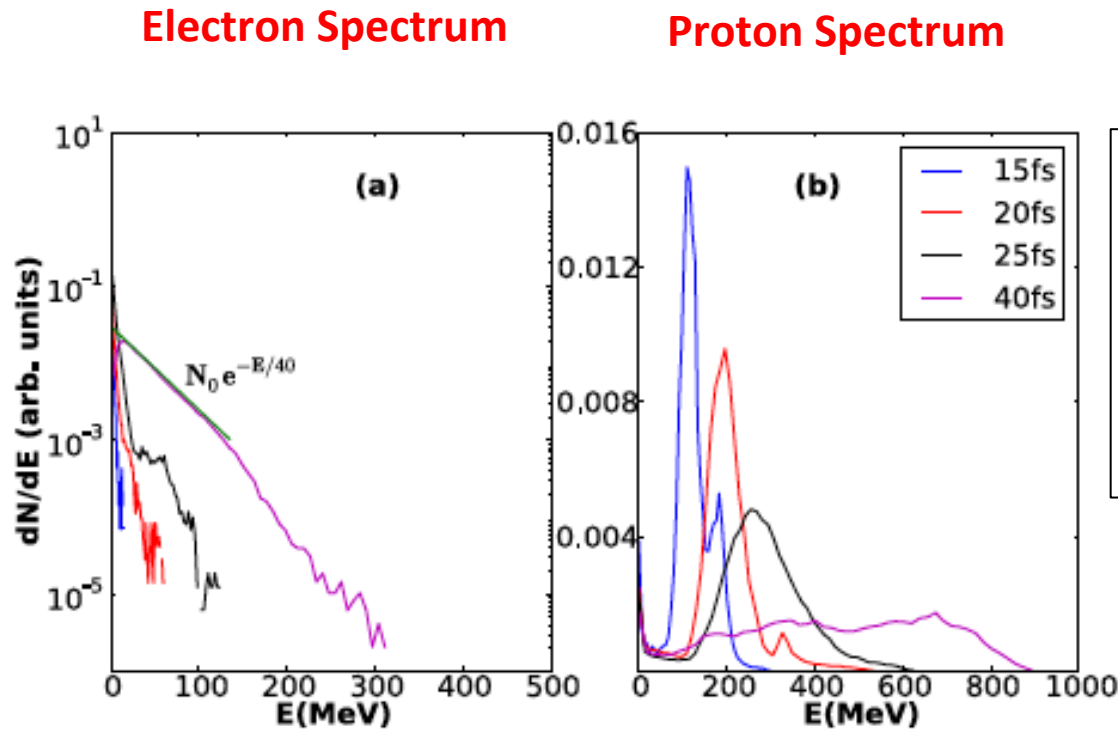 Electron Spectrum
Proton Spectrum
10^1
10^-1
10^-3
10^-5
dN/dE (arb. units)
(a)
N_0 e^{-E/40}
0 100 200 300 400 500
E(MeV)
0.016
0.012
0.008
0.004
(b)
15fs
20fs
25fs
40fs
0 200 400 600 800 1000
E(MeV)